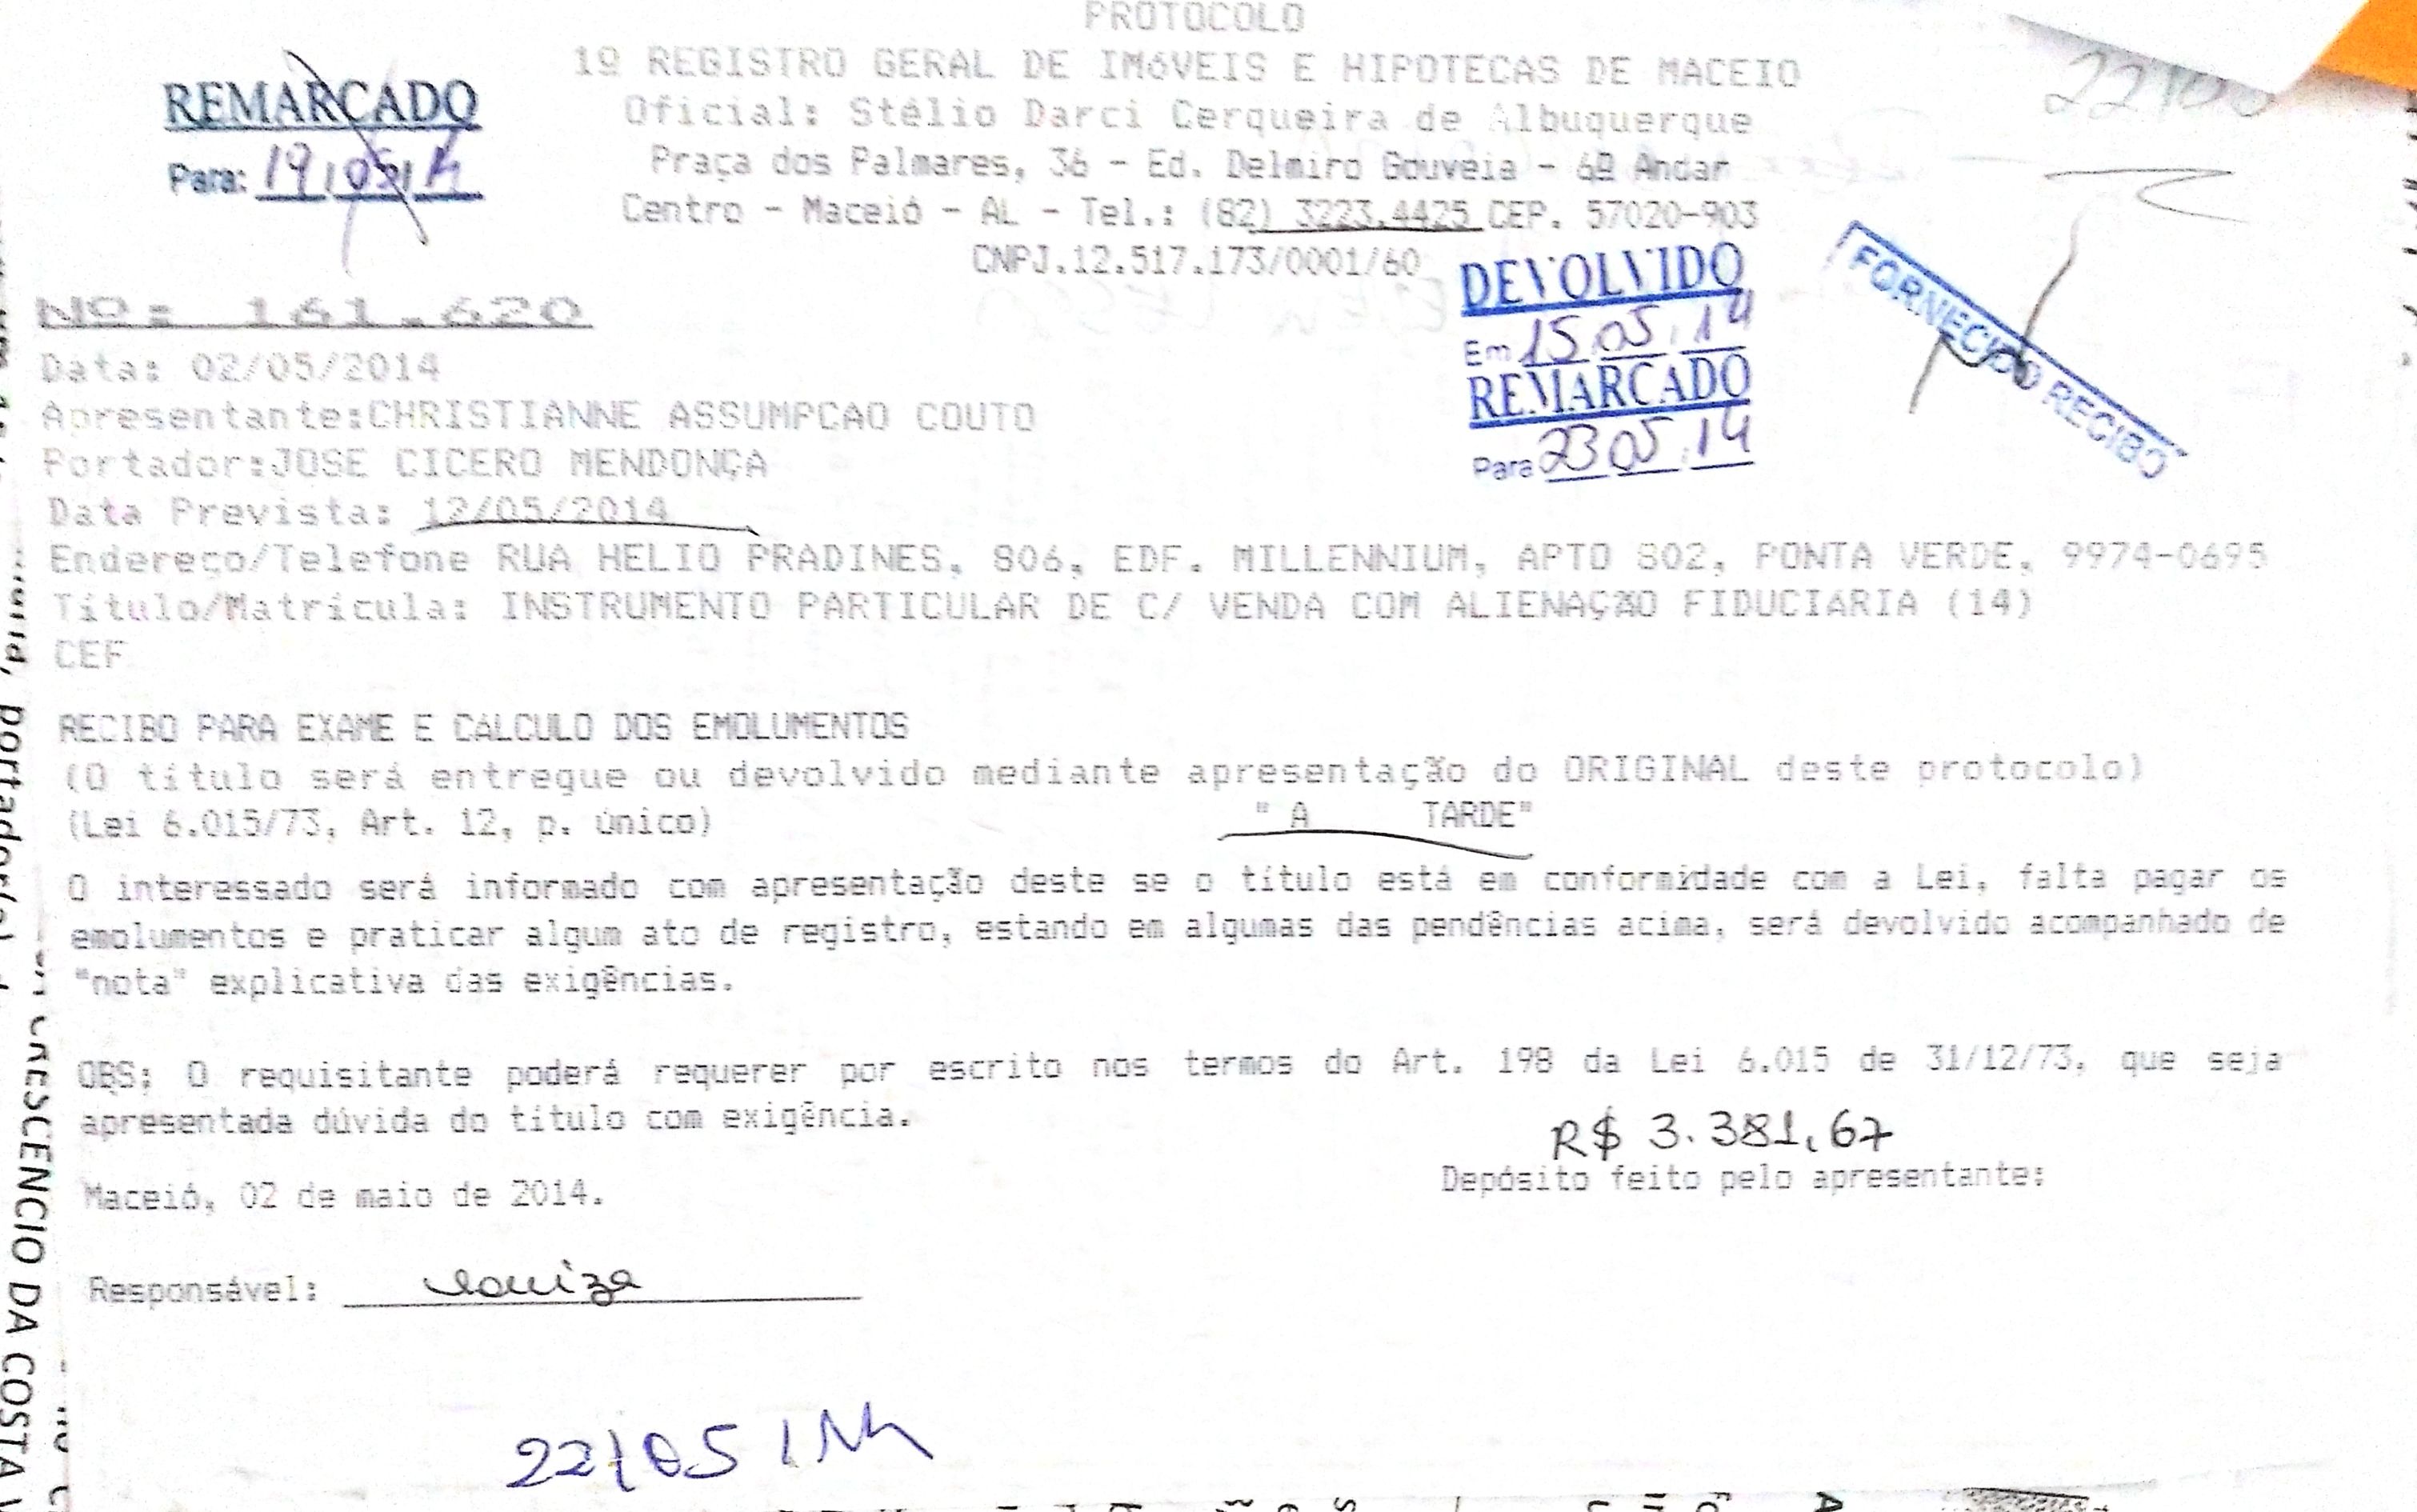 PROTOCOLO
1º REGISTRO GERAL DE IMóVEIS E HIPOTECAS DE MACEIO
Oficial: Stélio Darci Cerqueira de Albuquerque
Praça dos Palmares, 36 - Ed. Delmiro Gouveia - 6º Andar
Centro - Maceió - AL - Tel.: (82) 3223.4425 CEP. 57020-903
CNPJ.12.517.173/0001/60
REMARCADO
Para: 19/05/14
DEVOLVIDO
Em 15.05.14
REMARCADO
Para 23 05.14
FORNECIDO RECIBO
Nº: 161.620
Data: 02/05/2014
Apresentante:CHRISTIANNE ASSUMPCAO COUTO
Portador:JOSE CICERO MENDONÇA
Data Prevista: 12/05/2014
Endereço/Telefone RUA HELIO PRADINES, 806, EDF. MILLENNIUM, APTO 802, PONTA VERDE, 9974-0695
Título/Matrícula: INSTRUMENTO PARTICULAR DE C/ VENDA COM ALIENAÇÃO FIDUCIáRIA (14)
CEF
RECIBO PARA EXAME E CáLCULO DOS EMOLUMENTOS
(O título será entregue ou devolvido mediante apresentação do ORIGINAL deste protocolo)
(Lei 6.015/73, Art. 12, p. único) " A TARDE"
O interessado será informado com apresentação deste se o título está em conformidade com a Lei, falta pagar os
emolumentos e praticar algum ato de registro, estando em algumas das pendências acima, será devolvido acompanhado de
"nota" explicativa das exigências.
OBS: O requisitante poderá requerer por escrito nos termos do Art. 198 da Lei 6.015 de 31/12/73, que seja
apresentada dúvida do título com exigência.
R$ 3.381,67
Depósito feito pelo apresentante:
Maceió, 02 de maio de 2014.
Responsável: Louiza
22/05/14
CRESCENCIO DA COSTA